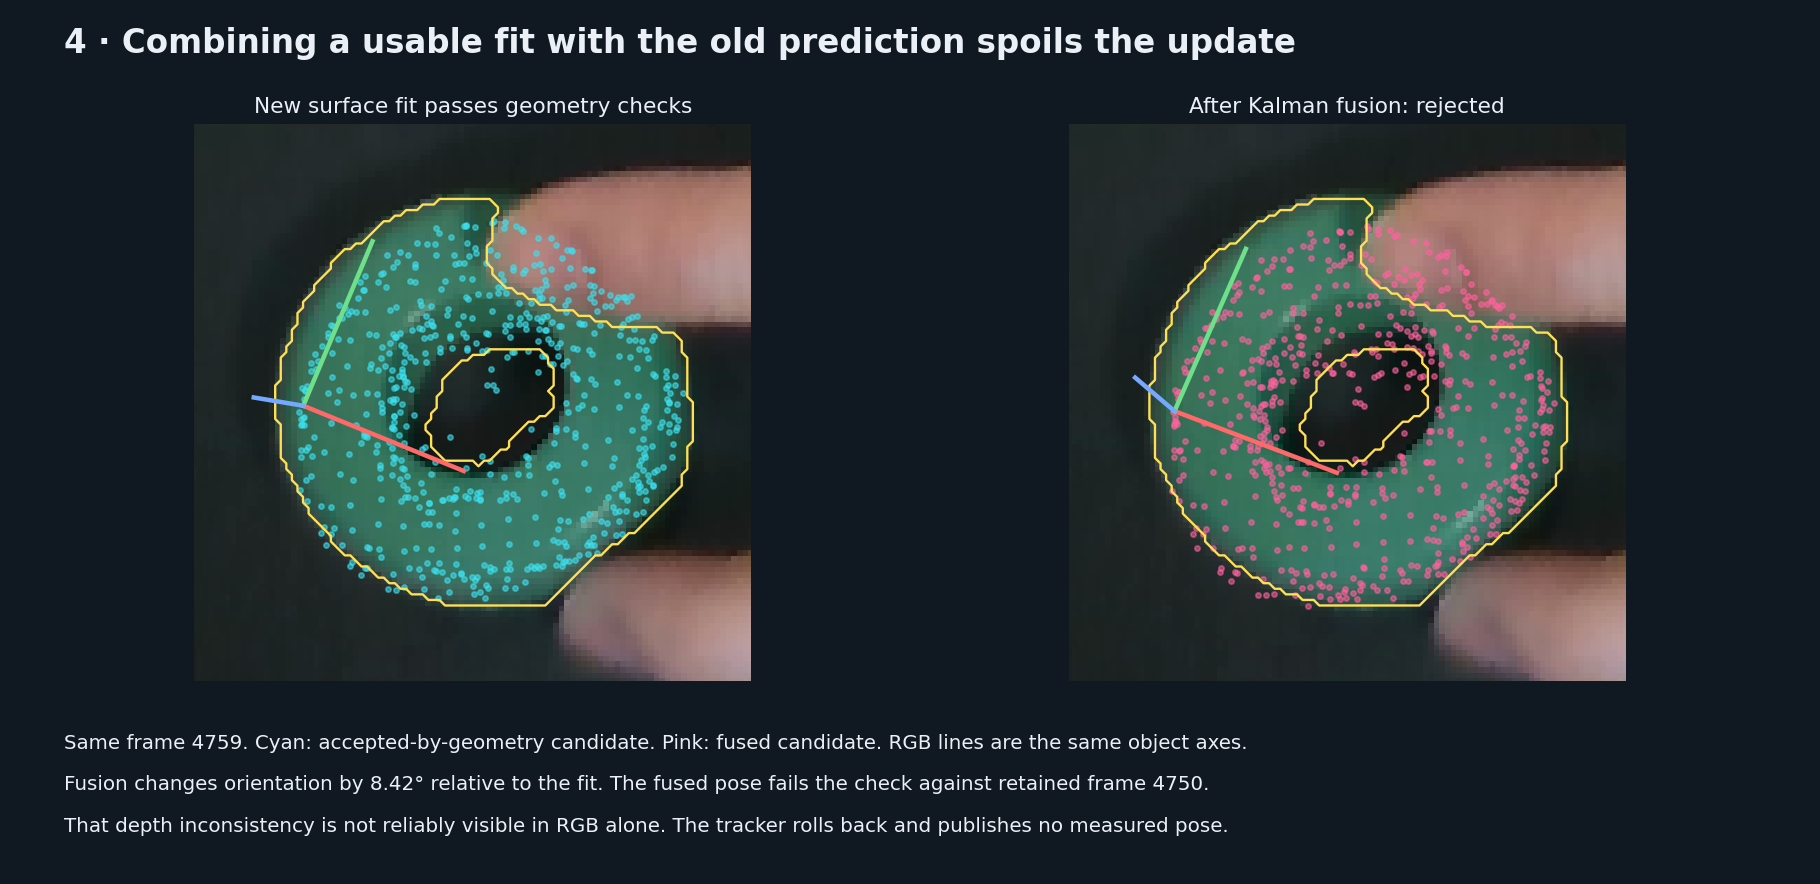 4 · Combining a usable fit with the old prediction spoils the update
New surface fit passes geometry checks
After Kalman fusion: rejected
Same frame 4759. Cyan: accepted-by-geometry candidate. Pink: fused candidate. RGB lines are the same object axes.
Fusion changes orientation by 8.42° relative to the fit. The fused pose fails the check against retained frame 4750.
That depth inconsistency is not reliably visible in RGB alone. The tracker rolls back and publishes no measured pose.